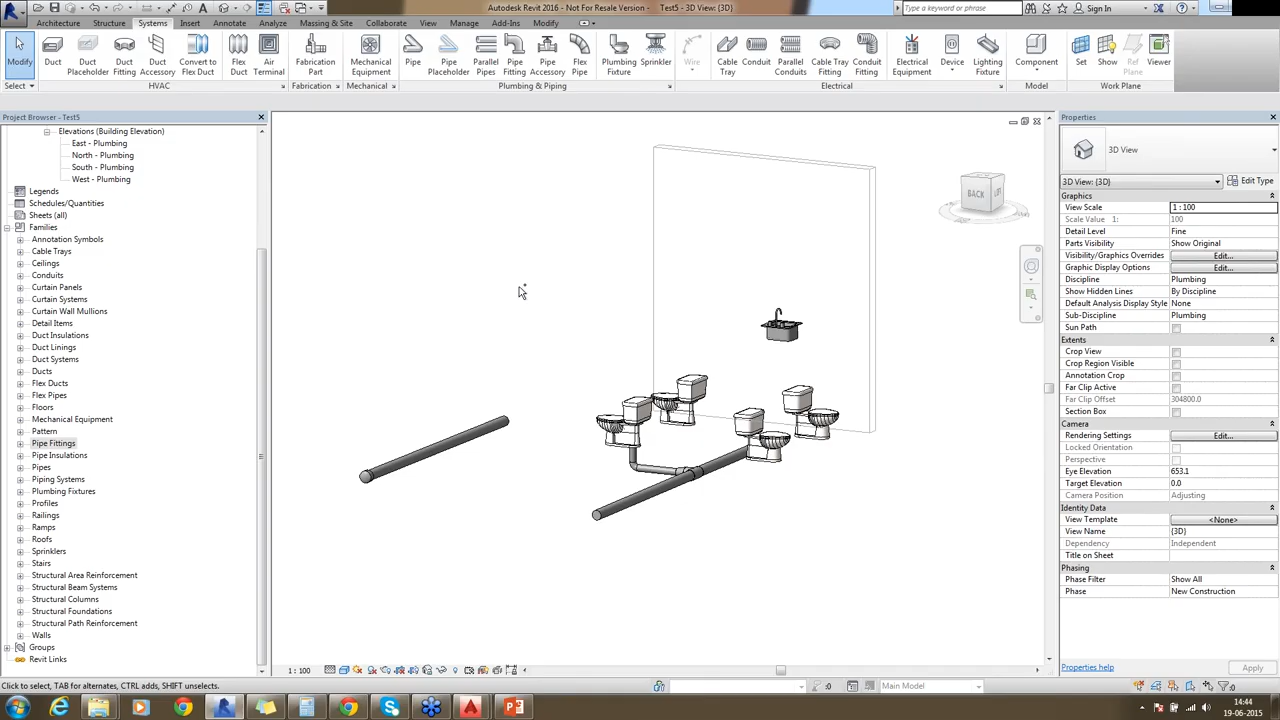 Autodesk Revit 2016 - Not For Resale Version - Test5 - 3D View: {3D}
Type a keyword or phrase
Sign In
Architecture Structure Systems Insert Annotate Analyze Massing & Site Collaborate View Manage Add-Ins Modify
Modify
Duct
Duct Placeholder
Duct Fitting
Duct Accessory
Convert to Flex Duct
Flex Duct
Air Terminal
Fabrication Part
Mechanical Equipment
Pipe
Pipe Placeholder
Parallel Pipes
Pipe Fitting
Pipe Accessory
Flex Pipe
Plumbing Fixture
Sprinkler
Wire
Cable Tray
Conduit
Parallel Conduits
Cable Tray Fitting
Conduit Fitting
Electrical Equipment
Device
Lighting Fixture
Component
Set
Show
Ref Plane
Viewer
Select HVAC Fabrication Mechanical Plumbing & Piping Electrical Model Work Plane
Project Browser - Test5
Elevations (Building Elevation)
East - Plumbing
North - Plumbing
South - Plumbing
West - Plumbing
Legends
Schedules/Quantities
Sheets (all)
Families
Annotation Symbols
Cable Trays
Ceilings
Conduits
Curtain Panels
Curtain Systems
Curtain Wall Mullions
Detail Items
Duct Insulations
Duct Linings
Duct Systems
Ducts
Flex Ducts
Flex Pipes
Floors
Mechanical Equipment
Pattern
Pipe Fittings
Pipe Insulations
Pipes
Piping Systems
Plumbing Fixtures
Profiles
Railings
Ramps
Roofs
Sprinklers
Stairs
Structural Area Reinforcement
Structural Beam Systems
Structural Columns
Structural Foundations
Structural Path Reinforcement
Walls
Groups
Revit Links
BACK
Properties
3D View
3D View: {3D} Edit Type
Graphics
View Scale 1 : 100
Scale Value 1: 100
Detail Level Fine
Parts Visibility Show Original
Visibility/Graphics Overrides Edit...
Graphic Display Options Edit...
Discipline Plumbing
Show Hidden Lines By Discipline
Default Analysis Display Style None
Sub-Discipline Plumbing
Sun Path
Extents
Crop View
Crop Region Visible
Annotation Crop
Far Clip Active
Far Clip Offset 304800.0
Section Box
Camera
Rendering Settings Edit...
Locked Orientation
Perspective
Eye Elevation 653.1
Target Elevation 0.0
Camera Position Adjusting
Identity Data
View Template <None>
View Name {3D}
Dependency Independent
Title on Sheet
Phasing
Phase Filter Show All
Phase New Construction
Properties help Apply
1 : 100
Click to select, TAB for alternates, CTRL adds, SHIFT unselects.
:0
Main Model
:0
14:44
19-06-2015